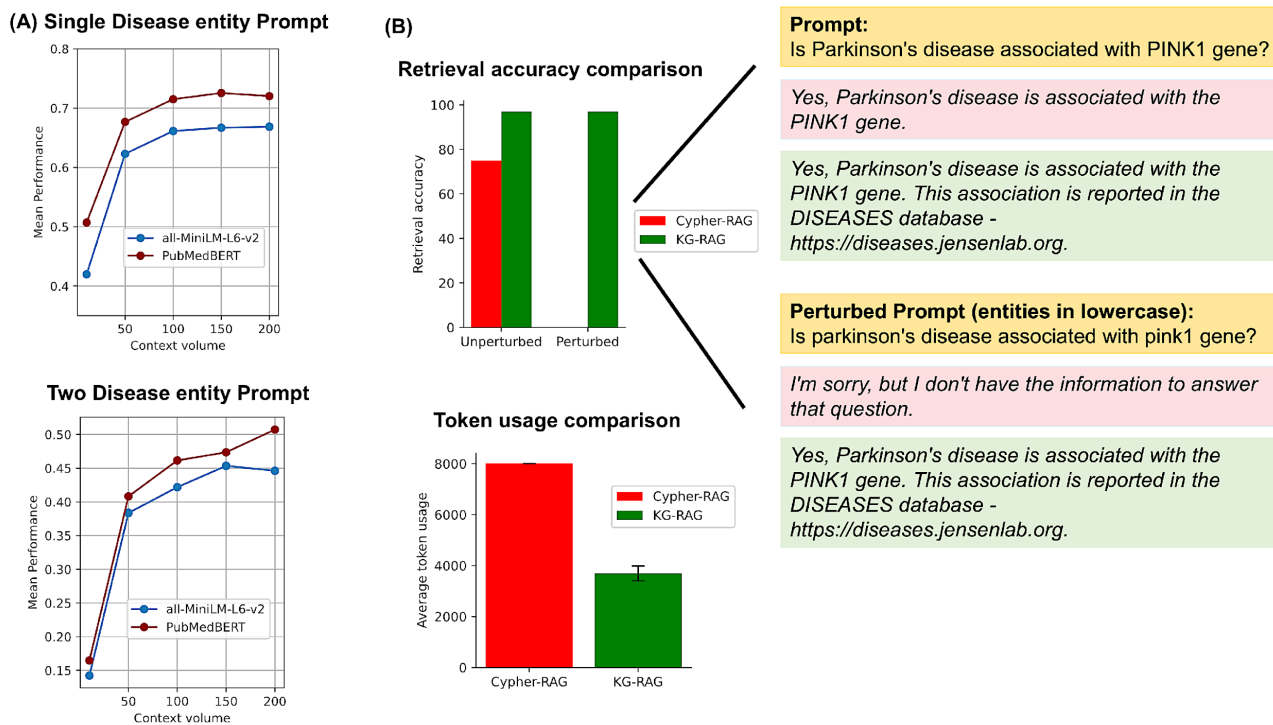 (A) Single Disease entity Prompt
0.8
0.7
0.6
0.5
0.4
Mean Performance
all-MiniLM-L6-v2
PubMedBERT
50 100 150 200
Context volume
Two Disease entity Prompt
0.50
0.45
0.40
0.35
0.30
0.25
0.20
0.15
Mean Performance
all-MiniLM-L6-v2
PubMedBERT
50 100 150 200
Context volume
(B)
Retrieval accuracy comparison
100
80
60
40
20
0
Retrieval accuracy
Unperturbed Perturbed
Cypher-RAG
KG-RAG
Token usage comparison
8000
6000
4000
2000
0
Average token usage
Cypher-RAG
KG-RAG
Cypher-RAG KG-RAG
Prompt:
Is Parkinson's disease associated with PINK1 gene?
Yes, Parkinson's disease is associated with the
PINK1 gene.
Yes, Parkinson's disease is associated with the
PINK1 gene. This association is reported in the
DISEASES database -
https://diseases.jensenlab.org.
Perturbed Prompt (entities in lowercase):
Is parkinson's disease associated with pink1 gene?
I'm sorry, but I don't have the information to answer
that question.
Yes, Parkinson's disease is associated with the
PINK1 gene. This association is reported in the
DISEASES database -
https://diseases.jensenlab.org.